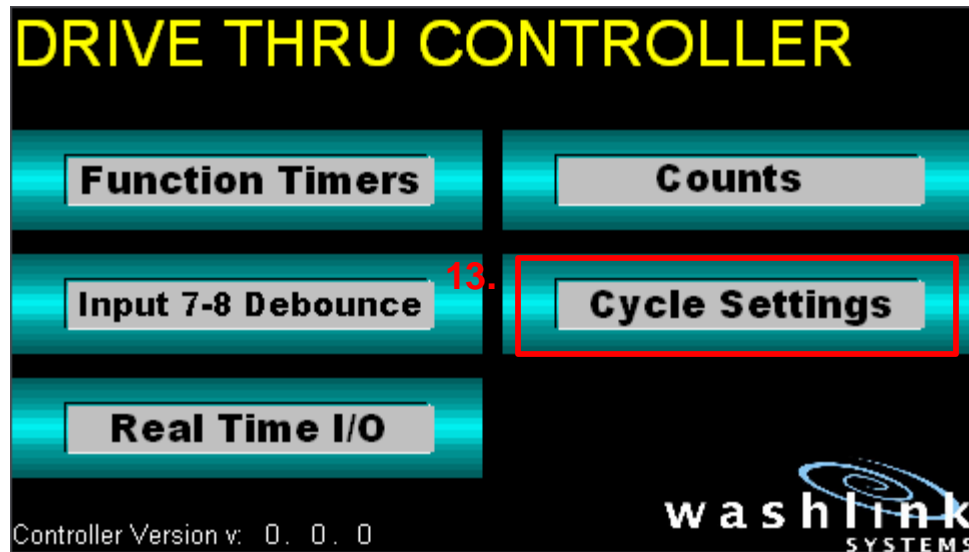 DRIVE THRU CONTROLLER
Function Timers
Counts
Input 7-8 Debounce
13.
Cycle Settings
Real Time I/O
Controller Version v: 0. 0. 0
washlink
SYSTEMS